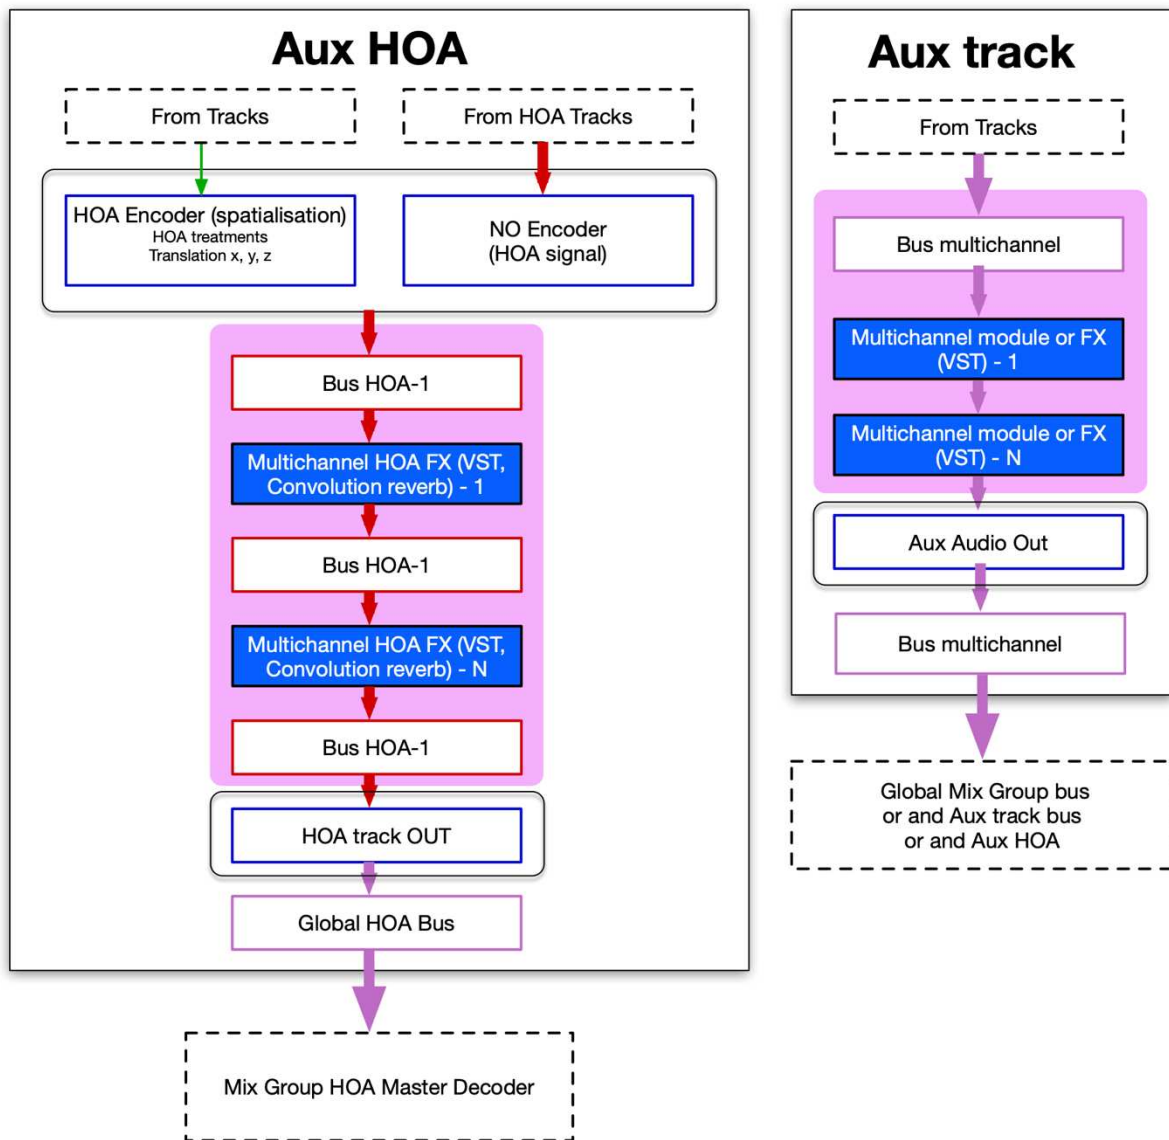 Aux HOA
From Tracks
From HOA Tracks
HOA Encoder (spatialisation)
HOA treatments
Translation x, y, z
NO Encoder
(HOA signal)
Bus HOA-1
Multichannel HOA FX (VST,
Convolution reverb) - 1
Bus HOA-1
Multichannel HOA FX (VST,
Convolution reverb) - N
Bus HOA-1
HOA track OUT
Global HOA Bus
Mix Group HOA Master Decoder
Aux track
From Tracks
Bus multichannel
Multichannel module or FX
(VST) - 1
Multichannel module or FX
(VST) - N
Aux Audio Out
Bus multichannel
Global Mix Group bus
or and Aux track bus
or and Aux HOA